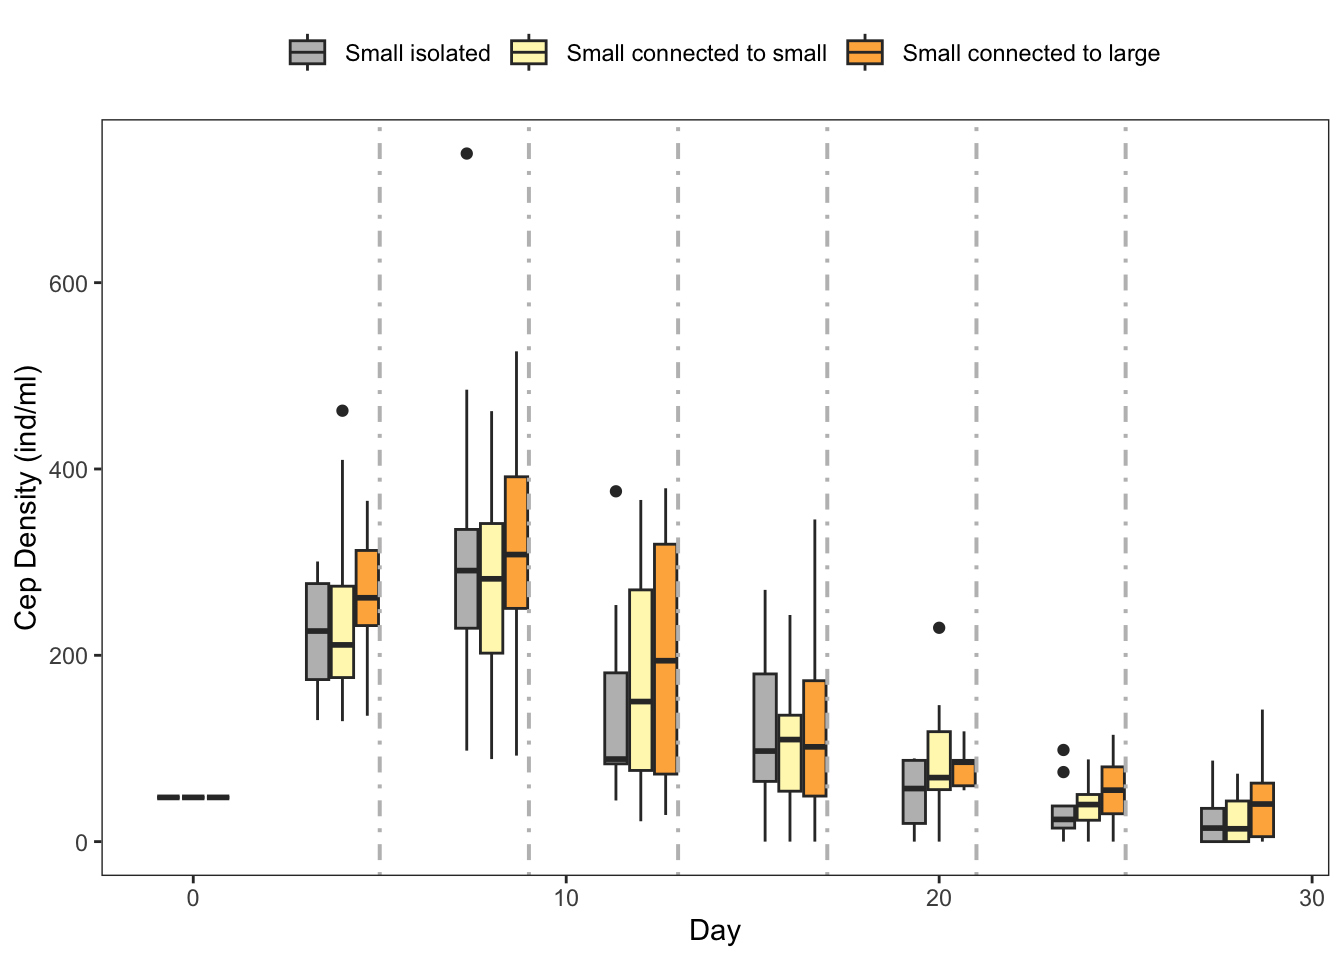 Small isolated Small connected to small Small connected to large
Cep Density (ind/ml)
600
400
200
0
0 10 20 30
Day